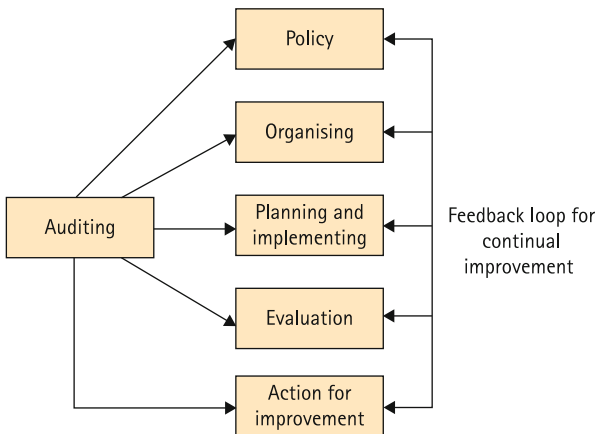 Policy
Organising
Auditing
Planning and
implementing
Feedback loop for
continual
improvement
Evaluation
Action for
improvement